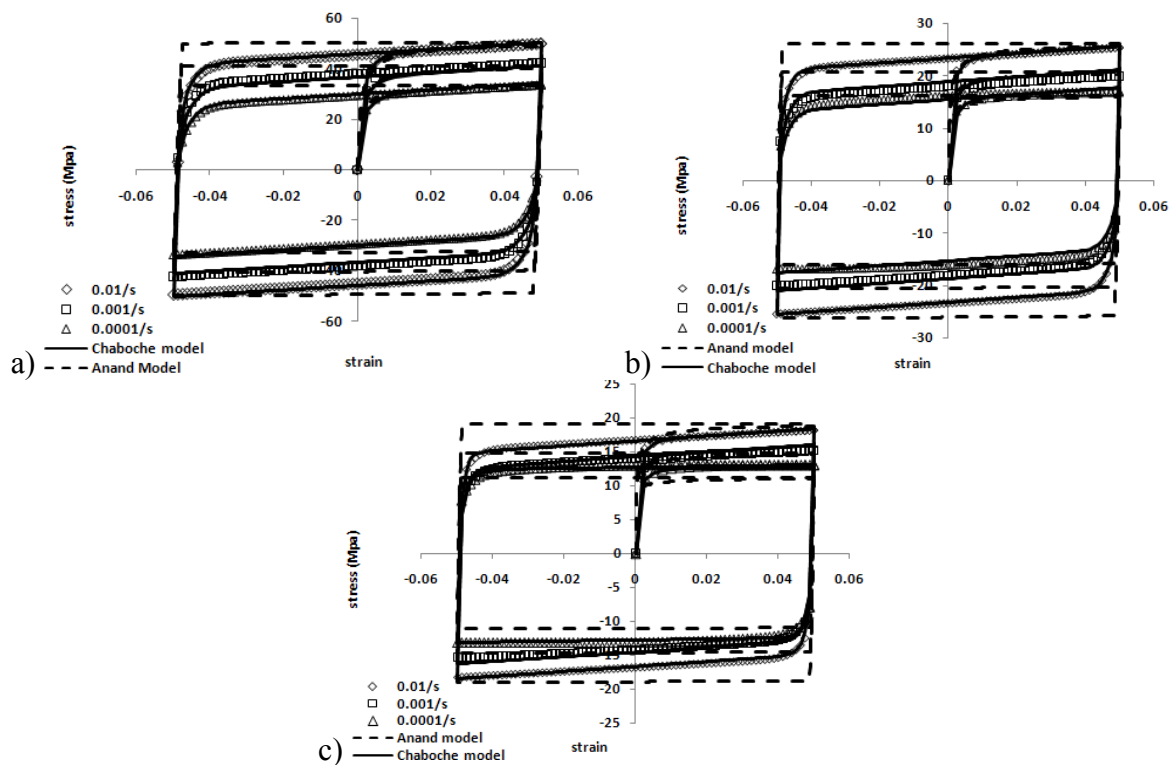 60
40
20
0
-20
-40
-60
-0.06 -0.04 -0.02 0 0.02 0.04 0.06
stress (Mpa)
strain
0.01/s
0.001/s
0.0001/s
Chaboche model
Anand Model
a)
30
20
10
0
-10
-20
-30
-0.06 -0.04 -0.02 0 0.02 0.04 0.06
stress (Mpa)
strain
0.01/s
0.001/s
0.0001/s
Anand model
Chaboche model
b)
25
20
15
10
5
0
-5
-10
-15
-20
-25
-0.06 -0.04 -0.02 0 0.02 0.04 0.06
stress (Mpa)
strain
0.01/s
0.001/s
0.0001/s
Anand model
Chaboche model
c)